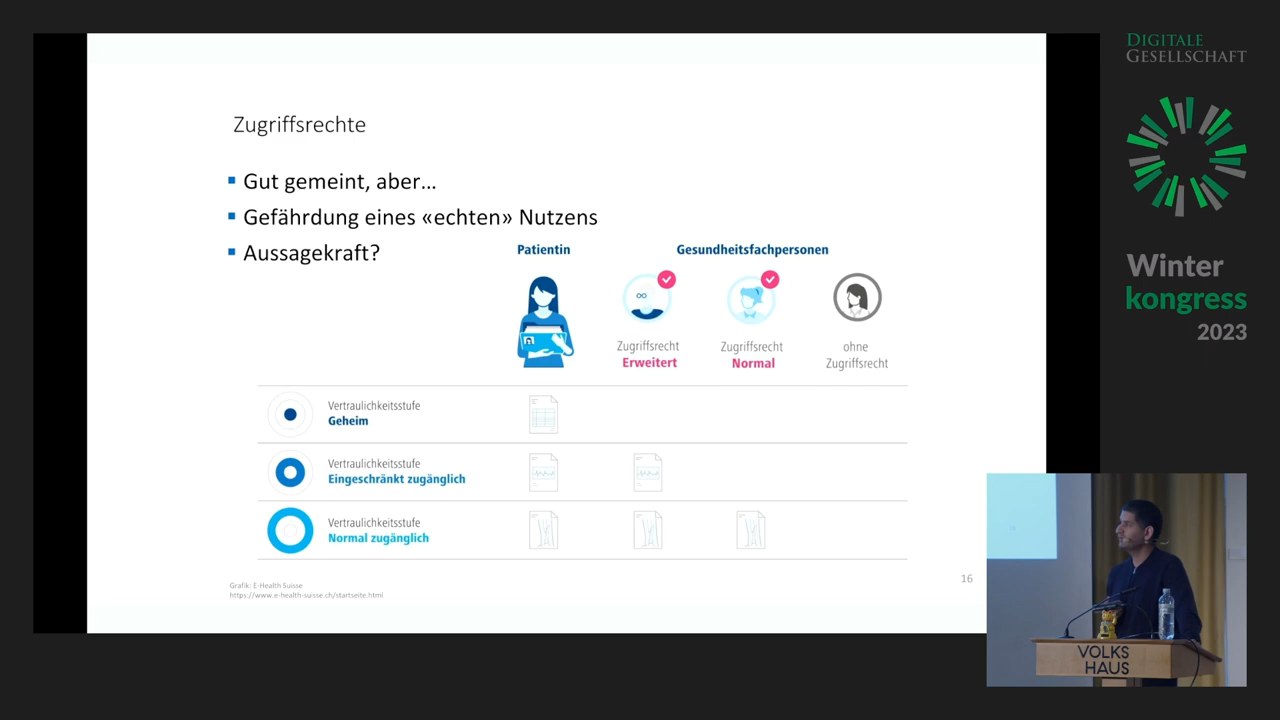 Zugriffsrechte
Gut gemeint, aber...
Gefährdung eines «echten» Nutzens
Aussagekraft?
Patientin
Gesundheitsfachpersonen
Zugriffsrecht
Erweitert
Zugriffsrecht
Normal
ohne
Zugriffsrecht
Vertraulichkeitsstufe
Geheim
Vertraulichkeitsstufe
Eingeschränkt zugänglich
Vertraulichkeitsstufe
Normal zugänglich
Grafik: E-Health Suisse
https://www.e-health-suisse.ch/startseite.html
16
DIGITALE
GESELLSCHAFT
Winter
kongress
2023
VOLKS
HAUS